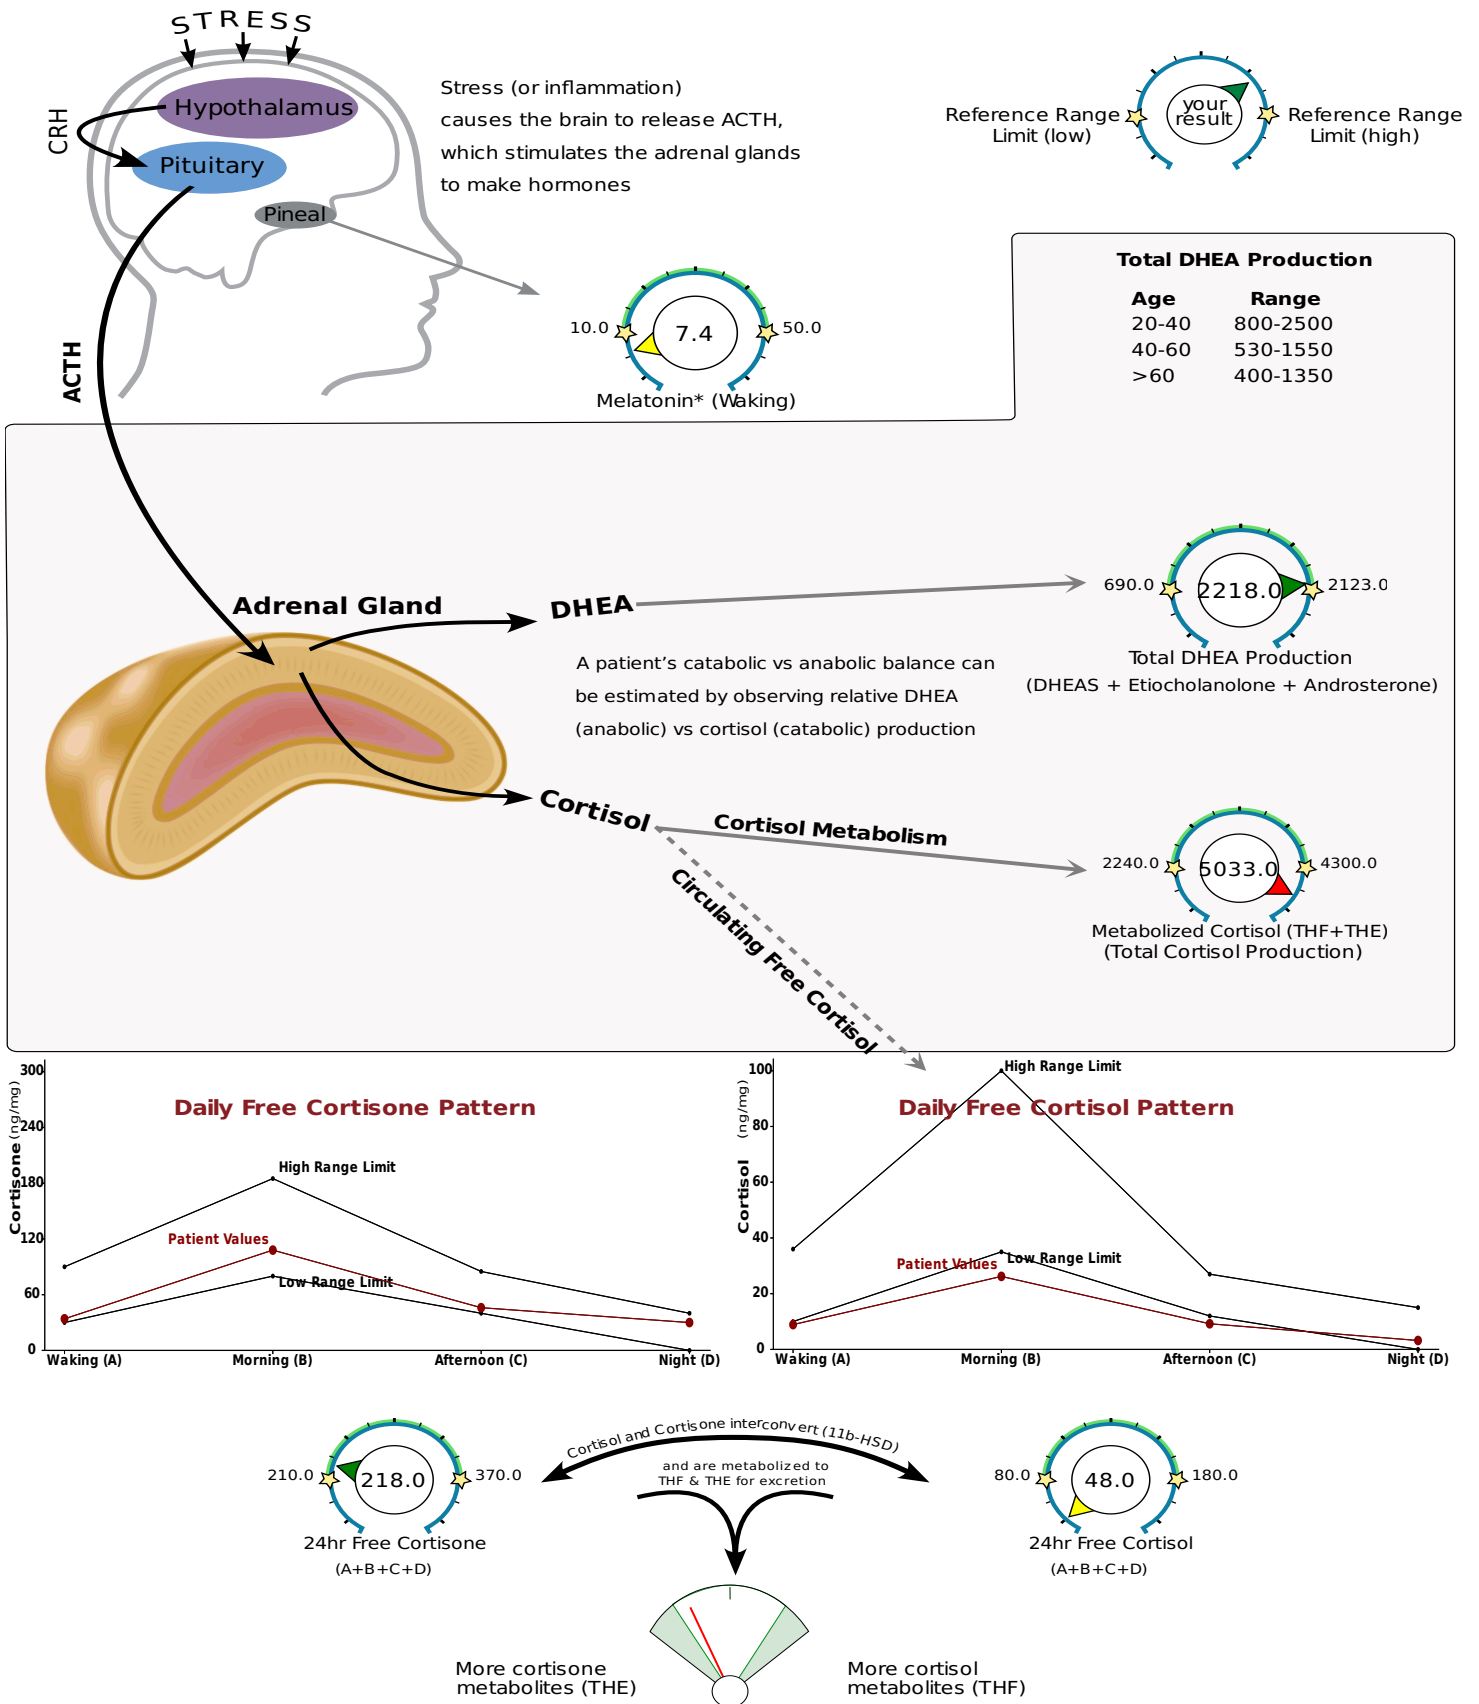 STRESS
Hypothalamus
CRH
Pituitary
Pineal
ACTH
Stress (or inflammation)
causes the brain to release ACTH,
which stimulates the adrenal glands
to make hormones
your
result
Reference Range
Limit (low)
Reference Range
Limit (high)
10.0
7.4
50.0
Melatonin* (Waking)
Total DHEA Production
Age Range
20-40 800-2500
40-60 530-1550
>60 400-1350
Adrenal Gland
DHEA
690.0
2218.0
2123.0
Total DHEA Production
(DHEAS + Etiocholanolone + Androsterone)
A patient's catabolic vs anabolic balance can
be estimated by observing relative DHEA
(anabolic) vs cortisol (catabolic) production
Cortisol
Cortisol Metabolism
Circulating Free Cortisol
2240.0
5033.0
4300.0
Metabolized Cortisol (THF+THE)
(Total Cortisol Production)
Daily Free Cortisone Pattern
Cortisone (ng/mg)
300
240
180
120
60
0
High Range Limit
Patient Values
Low Range Limit
Waking (A)
Morning (B)
Afternoon (C)
Night (D)
Daily Free Cortisol Pattern
Cortisol (ng/mg)
100
80
60
40
20
0
High Range Limit
Low Range Limit
Patient Values
Waking (A)
Morning (B)
Afternoon (C)
Night (D)
210.0
218.0
370.0
24hr Free Cortisone
(A+B+C+D)
Cortisol and Cortisone interconvert (11b-HSD)
and are metabolized to
THF & THE for excretion
80.0
48.0
180.0
24hr Free Cortisol
(A+B+C+D)
More cortisone
metabolites (THE)
More cortisol
metabolites (THF)